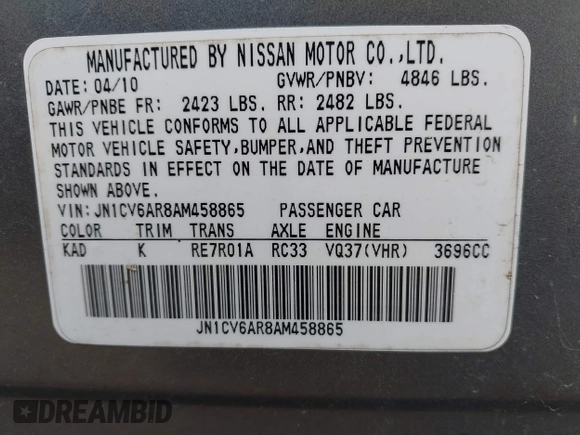 MANUFACTURED BY NISSAN MOTOR CO.,LTD.
DATE: 04/10 GVWR/PNBV: 4846 LBS.
GAWR/PNBE FR: 2423 LBS. RR: 2482 LBS.
THIS VEHICLE CONFORMS TO ALL APPLICABLE FEDERAL
MOTOR VEHICLE SAFETY,BUMPER,AND THEFT PREVENTION
STANDARDS IN EFFECT ON THE DATE OF MANUFACTURE
SHOWN ABOVE.
VIN:JN1CV6AR8AM458865 PASSENGER CAR
COLOR TRIM TRANS AXLE ENGINE
KAD K RE7R01A RC33 VQ37(VHR) 3696CC
JN1CV6AR8AM458865
DREAMBID